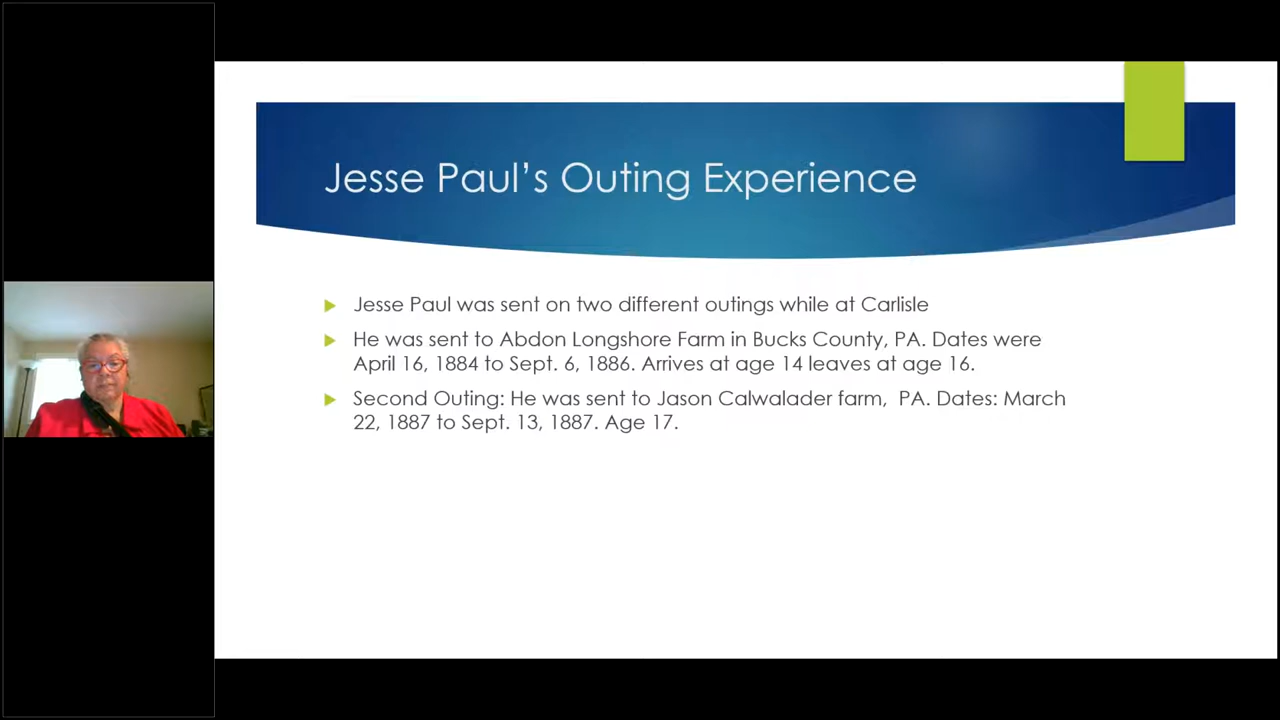 Jesse Paul’s Outing Experience
Jesse Paul was sent on two different outings while at Carlisle
He was sent to Abdon Longshore Farm in Bucks County, PA. Dates were
April 16, 1884 to Sept. 6, 1886. Arrives at age 14 leaves at age 16.
Second Outing: He was sent to Jason Calwalader farm,  PA. Dates: March
22, 1887 to Sept. 13, 1887. Age 17.